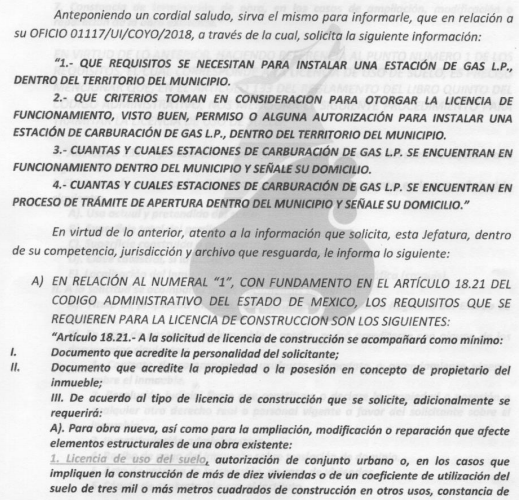 Anteponiendo un cordial saludo, sirva el mismo para informarle, que en relación a
su OFICIO 01117/UI/COYO/2018, a través de la cual, solicita la siguiente información:
"1.- QUE REQUISITOS SE NECESITAN PARA INSTALAR UNA ESTACIÓN DE GAS L.P.,
DENTRO DEL TERRITORIO DEL MUNICIPIO.
2.- QUE CRITERIOS TOMAN EN CONSIDERACION PARA OTORGAR LA LICENCIA DE
FUNCIONAMIENTO, VISTO BUEN, PERMISO O ALGUNA AUTORIZACIÓN PARA INSTALAR UNA
ESTACIÓN DE CARBURACIÓN DE GAS L.P., DENTRO DEL TERRITORIO DEL MUNICIPIO.
3.- CUANTAS Y CUALES ESTACIONES DE CARBURACIÓN DE GAS L.P. SE ENCUENTRAN EN
FUNCIONAMIENTO DENTRO DEL MUNICIPIO Y SEÑALE SU DOMICILIO.
4.- CUANTAS Y CUALES ESTACIONES DE CARBURACIÓN DE GAS L.P. SE ENCUENTRAN EN
PROCESO DE TRÁMITE DE APERTURA DENTRO DEL MUNICIPIO Y SEÑALE SU DOMICILIO."
En virtud de lo anterior, atento a la información que solicita, esta Jefatura, dentro
de su competencia, jurisdicción y archivo que resguarda, le informa lo siguiente:
A) EN RELACIÓN AL NUMERAL "1", CON FUNDAMENTO EN EL ARTÍCULO 18.21 DEL
CODIGO ADMINISTRATIVO DEL ESTADO DE MEXICO, LOS REQUISITOS QUE SE
REQUIEREN PARA LA LICENCIA DE CONSTRUCCION SON LOS SIGUIENTES:
"Artículo 18.21.- A la solicitud de licencia de construcción se acompañará como mínimo:
I. Documento que acredite la personalidad del solicitante;
II. Documento que acredite la propiedad o la posesión en concepto de propietario del
inmueble;
III. De acuerdo al tipo de licencia de construcción que se solicite, adicionalmente se
requerirá:
A). Para obra nueva, así como para la ampliación, modificación o reparación que afecte
elementos estructurales de una obra existente:
1. Licencia de uso del suelo, autorización de conjunto urbano o, en los casos que
impliquen la construcción de más de diez viviendas o de un coeficiente de utilización del
suelo de tres mil o más metros cuadrados de construcción en otros usos, constancia de